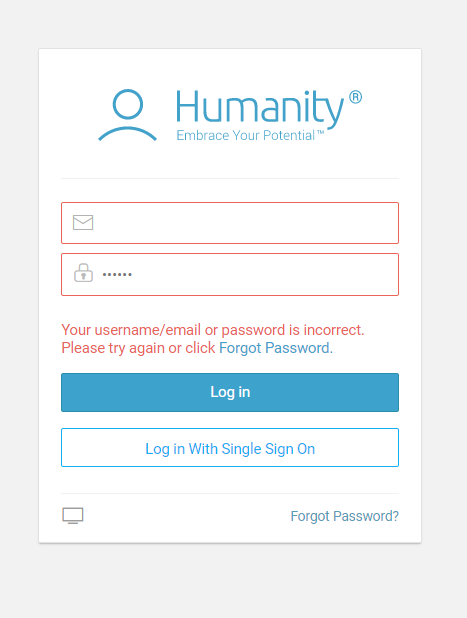 Humanity®
Embrace Your Potential™
••••••
Your username/email or password is incorrect.
Please try again or click Forgot Password.
Log in
Log in With Single Sign On
Forgot Password?